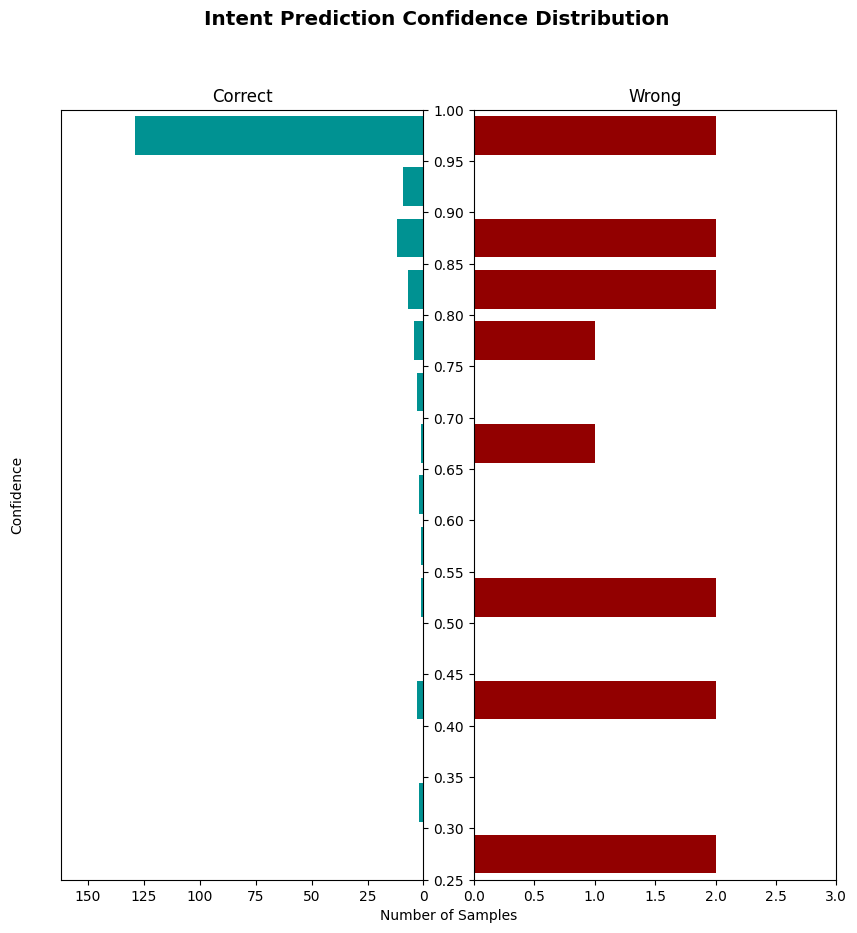 Intent Prediction Confidence Distribution
Correct
Wrong
1.00
0.95
0.90
0.85
0.80
0.75
0.70
0.65
0.60
0.55
0.50
0.45
0.40
0.35
0.30
0.25
Confidence
150 125 100 75 50 25 0
0.0 0.5 1.0 1.5 2.0 2.5 3.0
Number of Samples